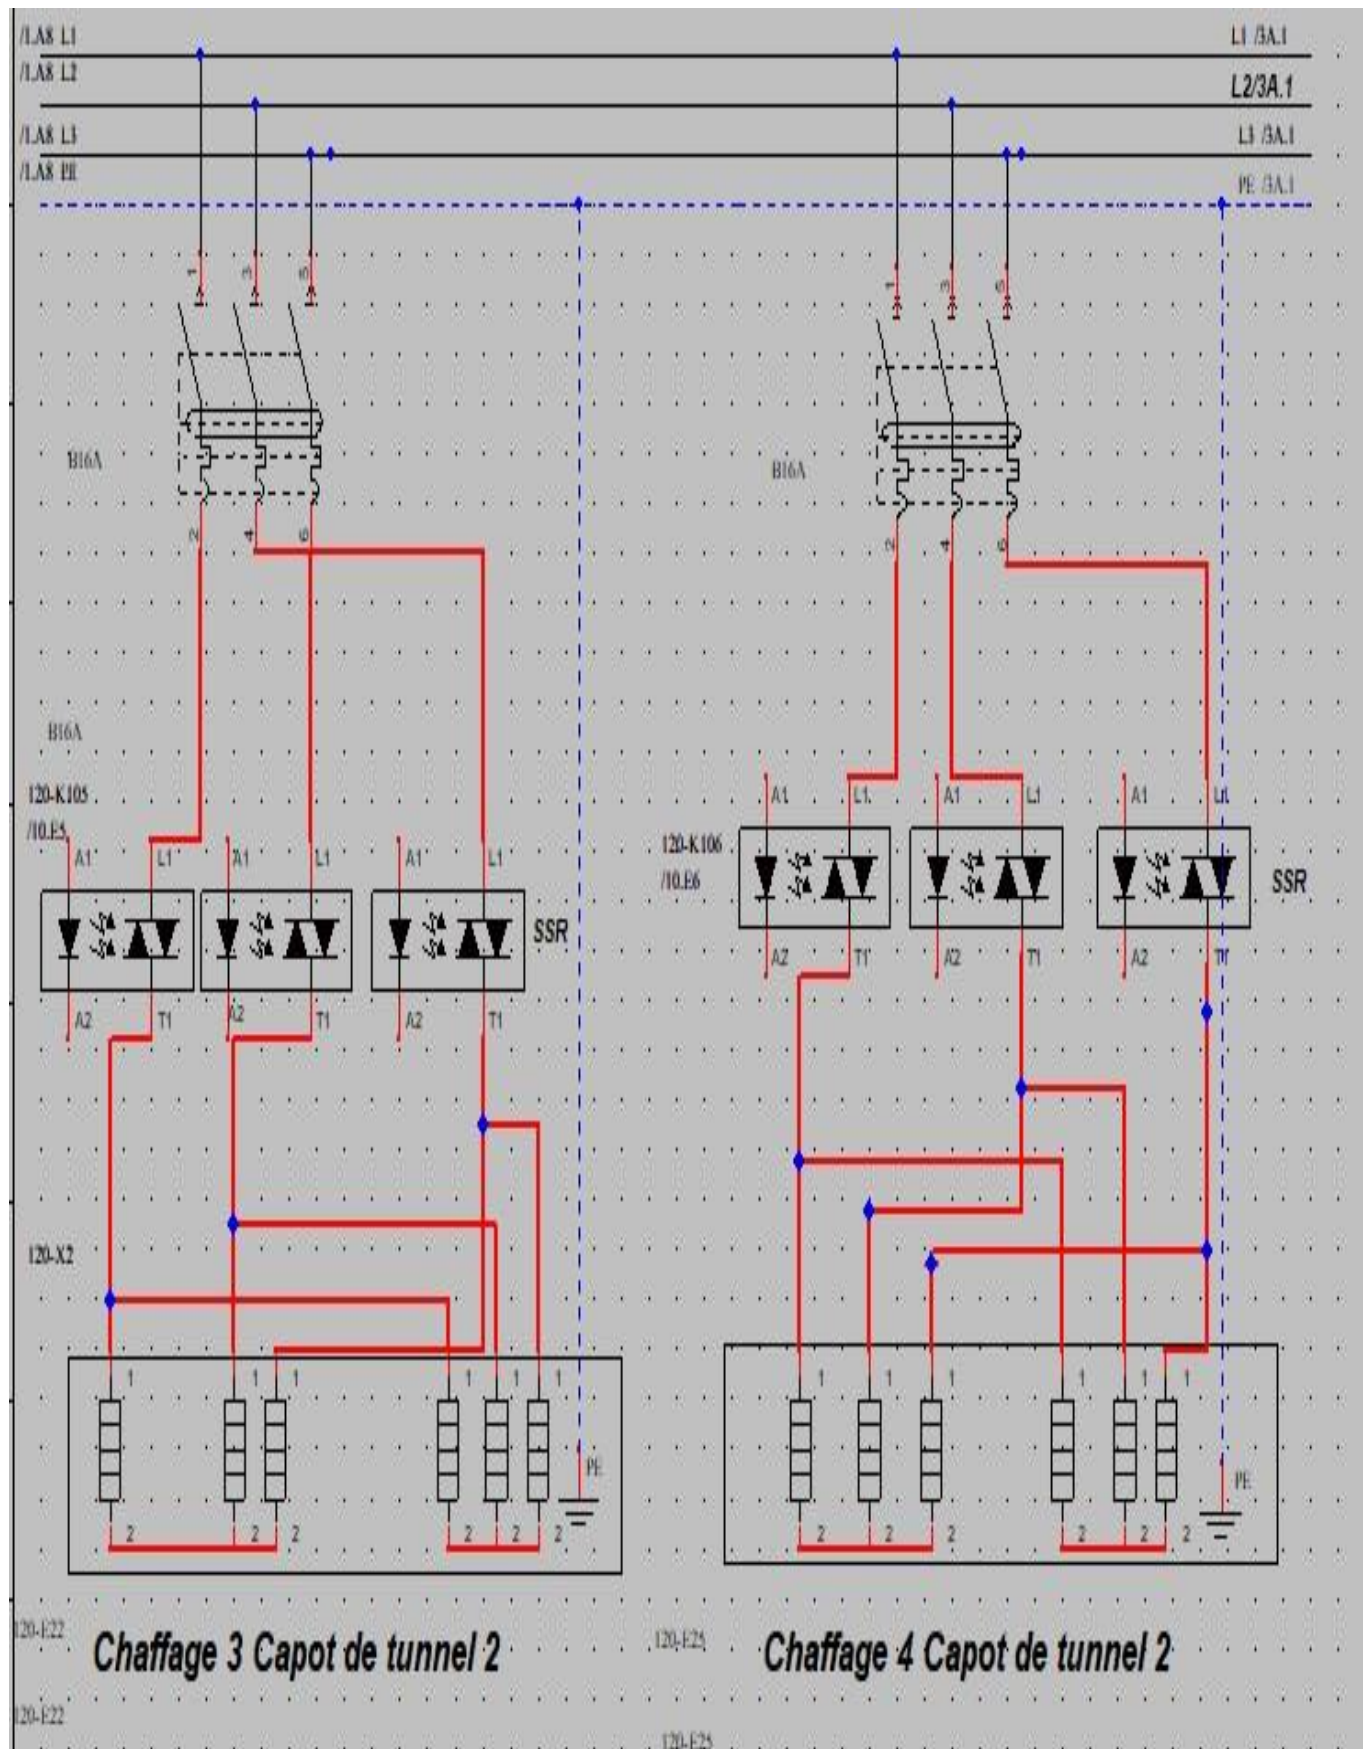 /1.A8 L1
L1 /3A.1
/1.A8 L2
L2/3A.1
/1.A8 L3
L3 /3A.1
/1.A8 PE
PE /3A.1
1 3 5
1 3 5
B16A
B16A
2 4 6
2 4 6
B16A
120-K105
/10.E5
A1 L1 A1 L1 A1 L1
120-K106
/10.E6
A1 L1 A1 L1 A1 L1
SSR
SSR
A2 T1 A2 T1 A2 T1
A2 T1 A2 T1 A2 T1
120-X2
1 1 1 1 1 1
1 1 1 1 1 1
PE
PE
2 2 2 2 2 2
2 2 2 2 2 2
120-E22
Chaffage 3 Capot de tunnel 2
120-E25
Chaffage 4 Capot de tunnel 2
120-E22
120-E25